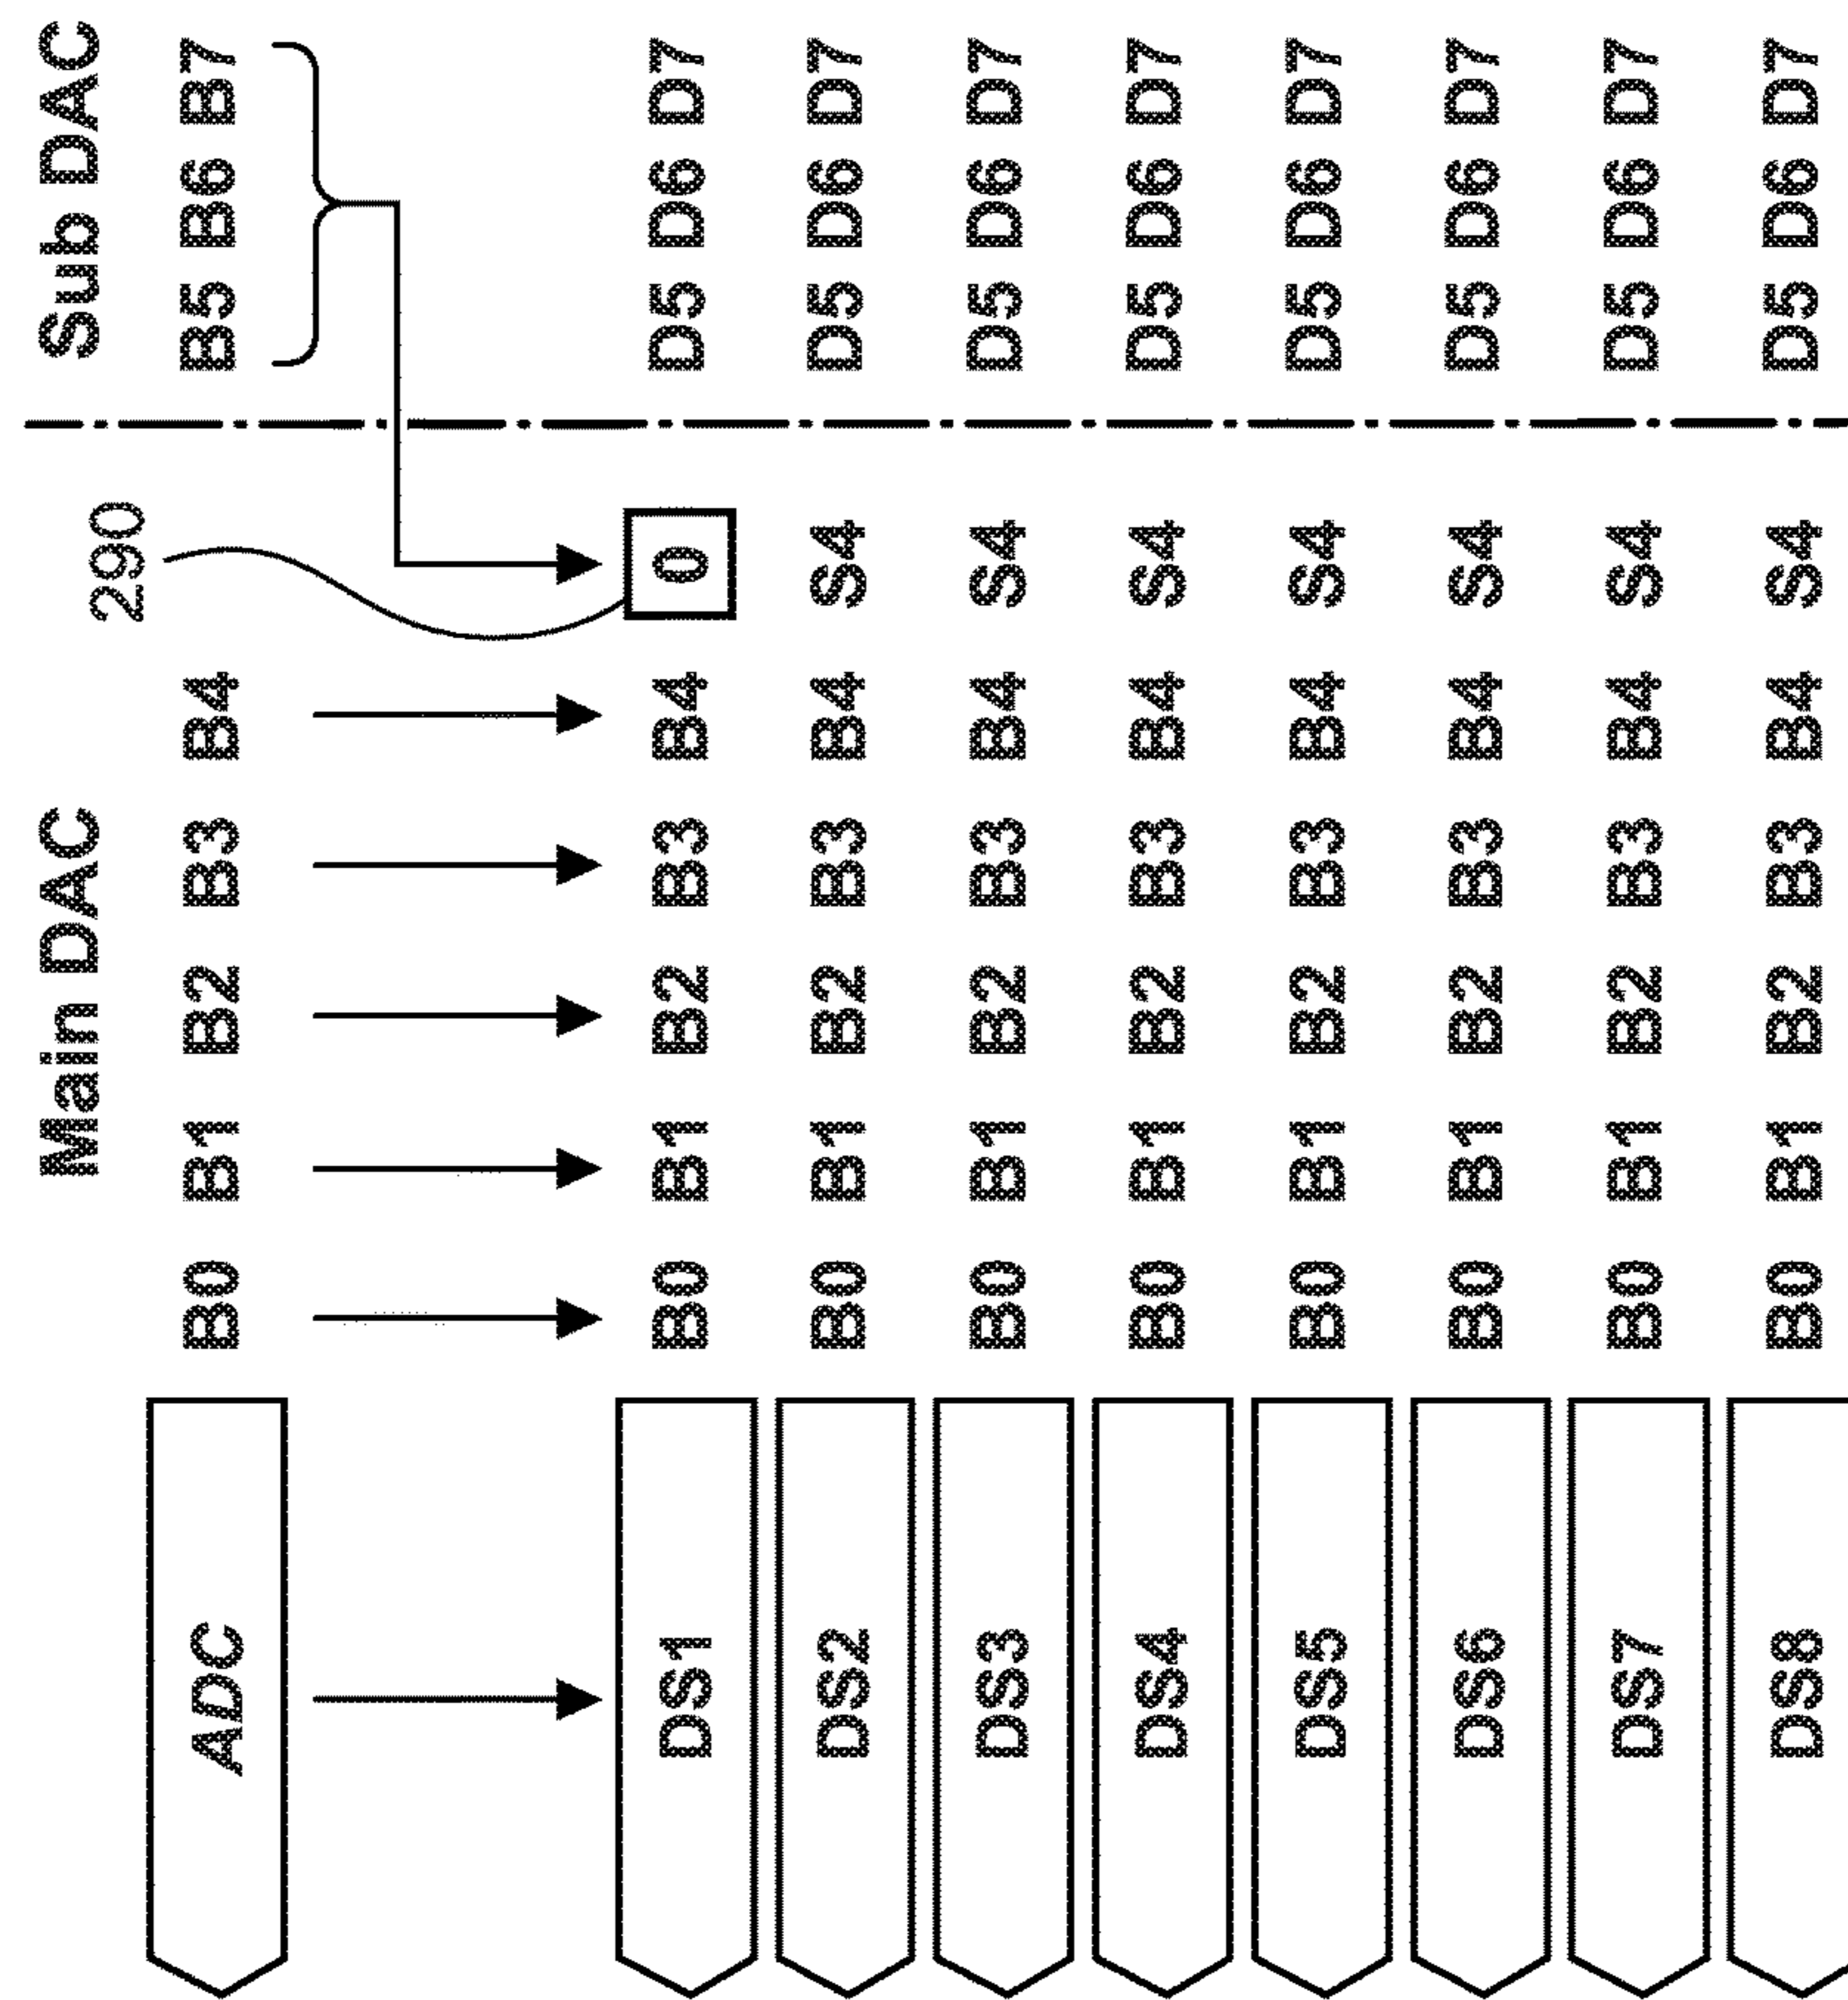 Main DAC Sub DAC
290
ADC B0 B1 B2 B3 B4 B5 B6 B7
DS1 B0 B1 B2 B3 B4 0 D5 D6 D7
DS2 B0 B1 B2 B3 B4 S4 D5 D6 D7
DS3 B0 B1 B2 B3 B4 S4 D5 D6 D7
DS4 B0 B1 B2 B3 B4 S4 D5 D6 D7
DS5 B0 B1 B2 B3 B4 S4 D5 D6 D7
DS6 B0 B1 B2 B3 B4 S4 D5 D6 D7
DS7 B0 B1 B2 B3 B4 S4 D5 D6 D7
DS8 B0 B1 B2 B3 B4 S4 D5 D6 D7